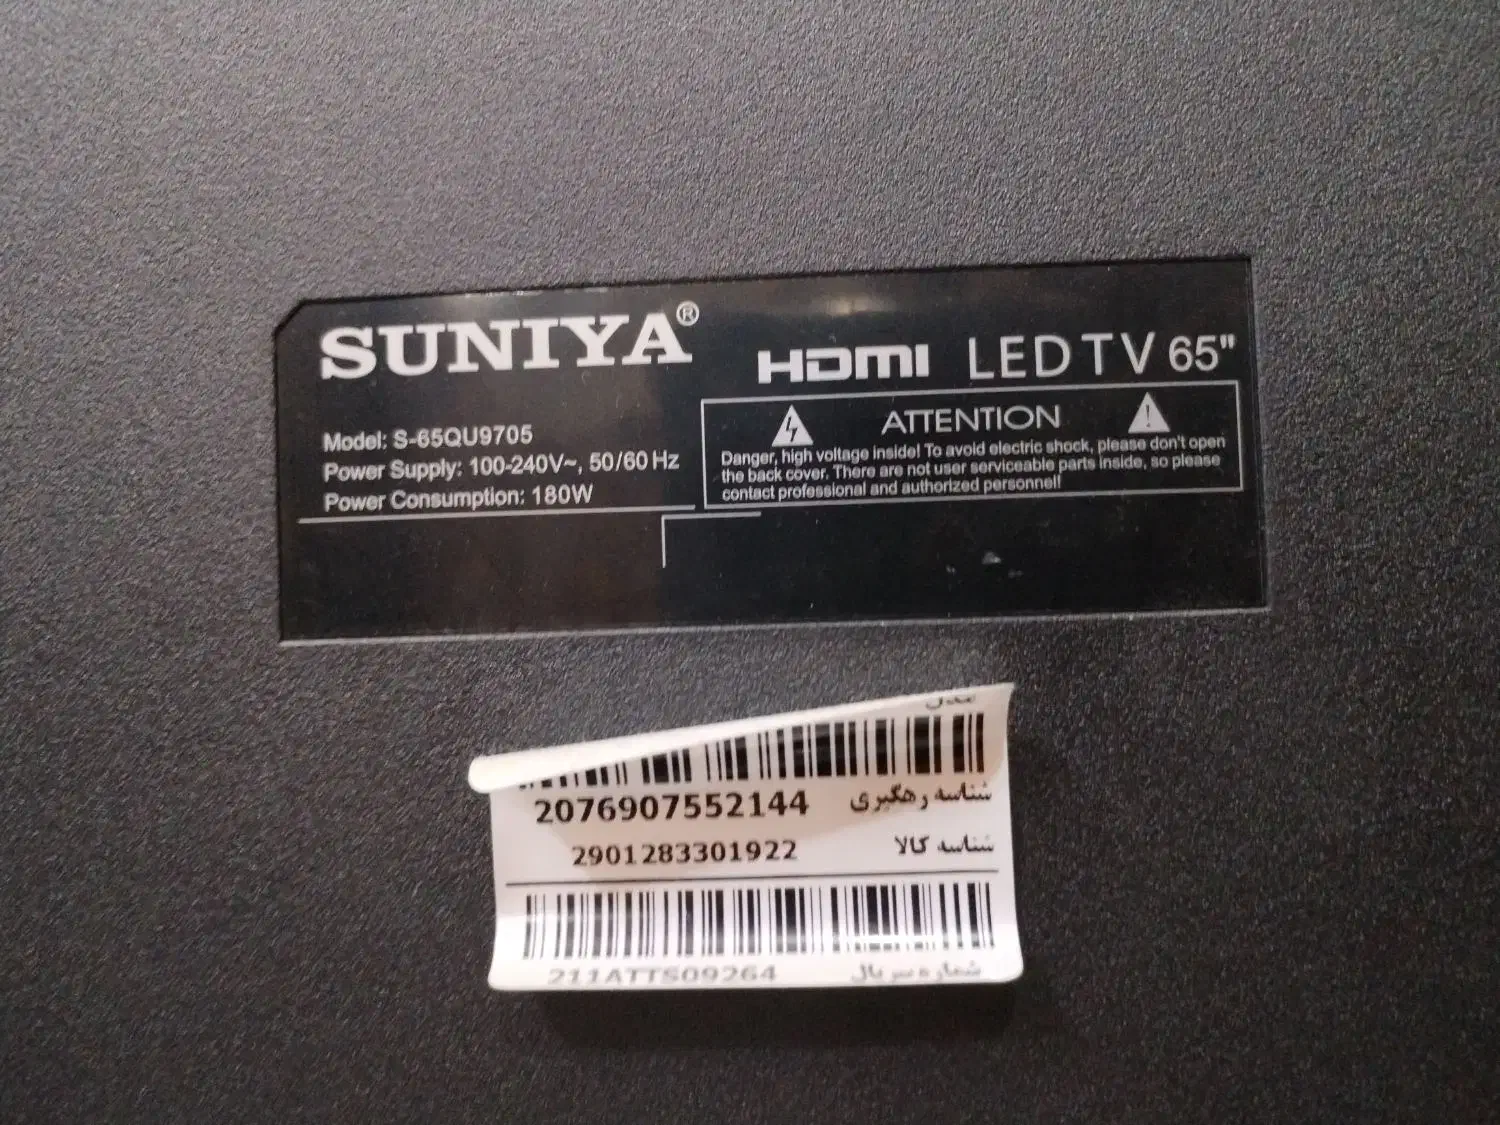 SUNIYA®
HDMI LED TV 65"
Model: S-65QU9705
Power Supply: 100-240V~, 50/60 Hz
Power Consumption: 180W
ATTENTION
Danger, high voltage inside! To avoid electric shock, please don't open
the back cover. There are not user serviceable parts inside, so please
contact professional and authorized personnel!
مدل
2076907552144 شناسه رهگیری
2901283301922 شناسه کالا
211ATTS09264 شماره سریال